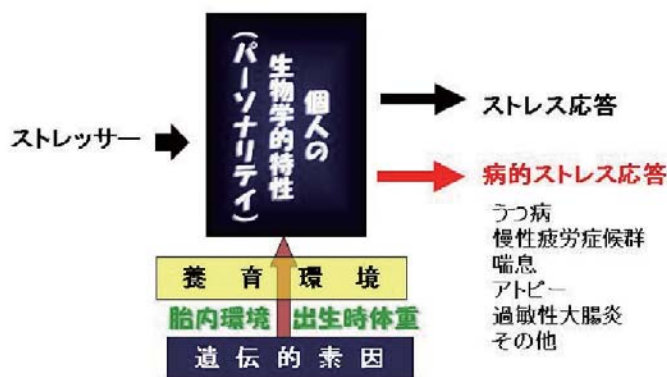 ストレッサー
個人の
生物学的特性
(パーソナリテイ)
ストレス応答
病的ストレス応答
うつ病
慢性疲労症候群
喘息
アトピー
過敏性大腸炎
その他
養育環境
胎内環境 出生時体重
遺伝的素因